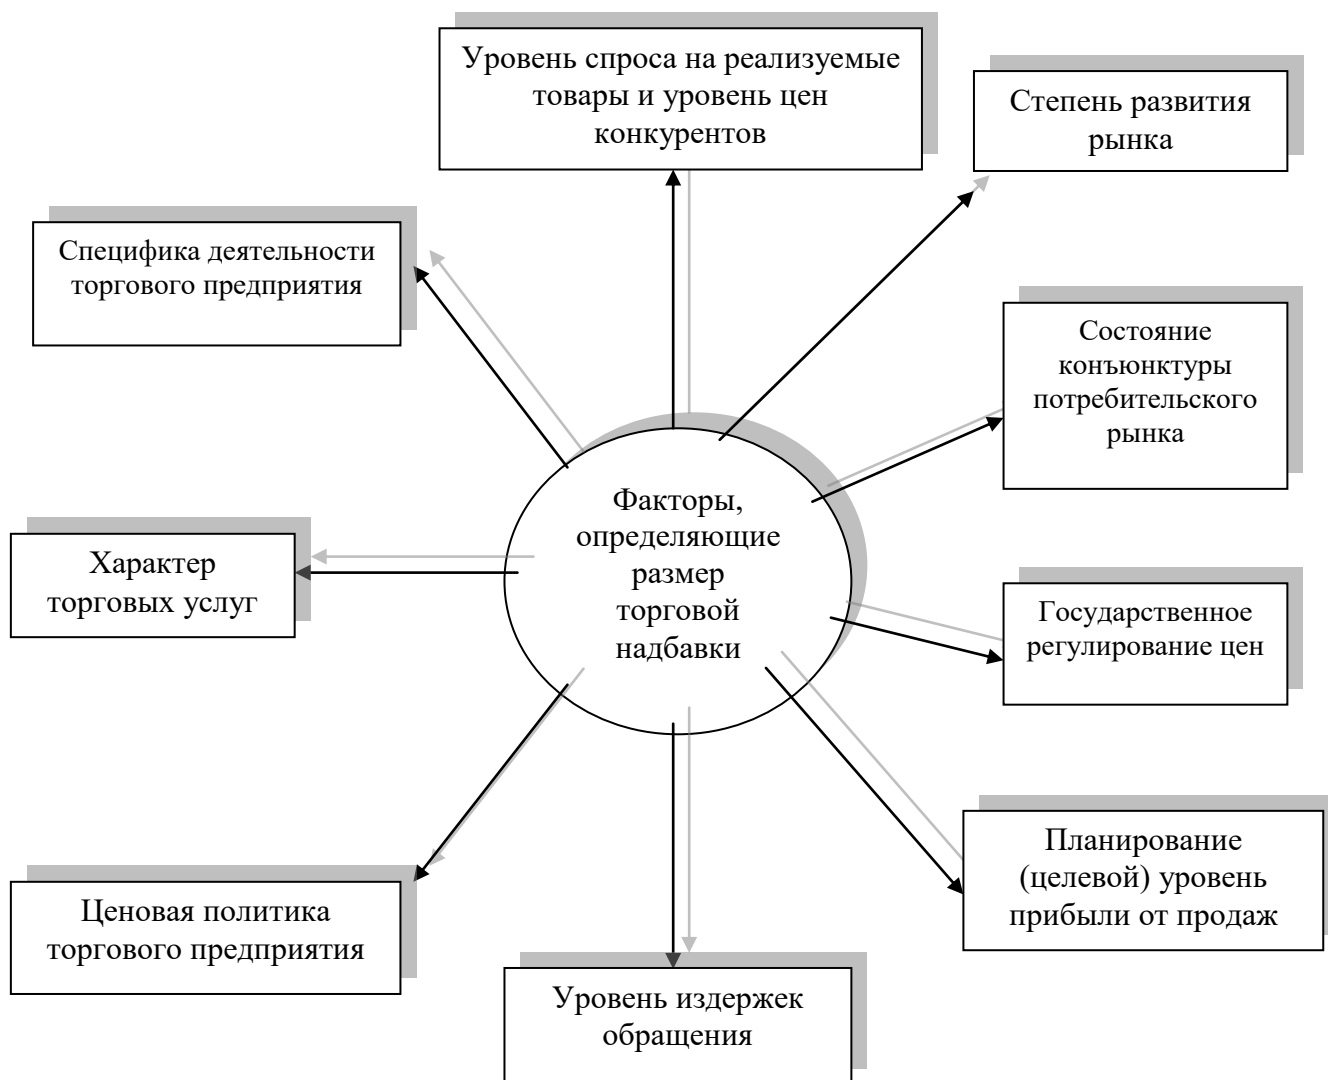 Уровень спроса на реализуемые
товары и уровень цен
конкурентов
Степень развития
рынка
Специфика деятельности
торгового предприятия
Состояние
конъюнктуры
потребительского
рынка
Факторы,
определяющие
размер
торговой
надбавки
Характер
торговых услуг
Государственное
регулирование цен
Планирование
(целевой) уровень
прибыли от продаж
Ценовая политика
торгового предприятия
Уровень издержек
обращения